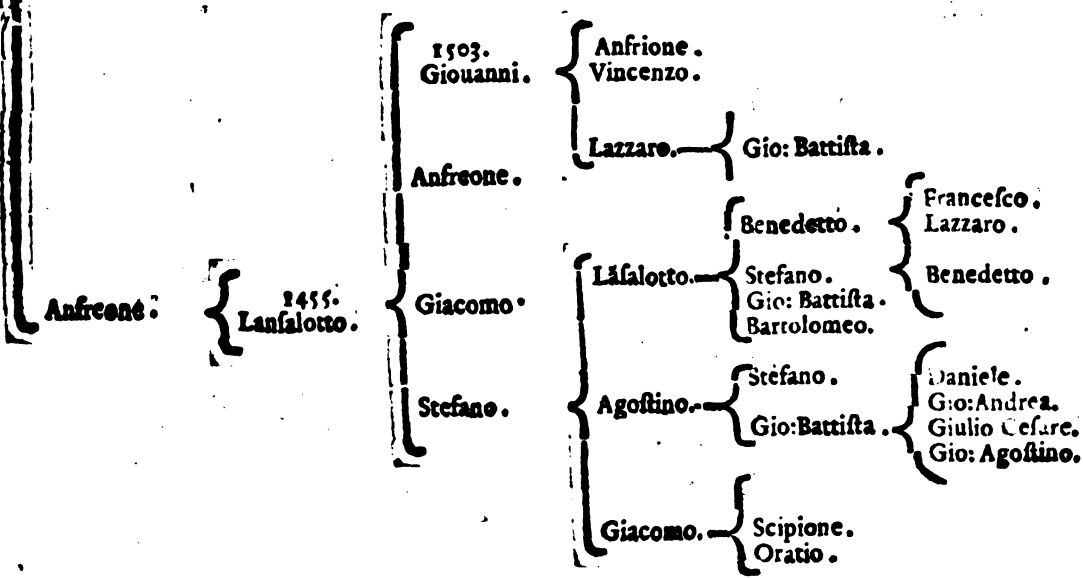 Anfreone.
1455.
Lanſalotto.
1503.
Giouanni.
Anfreone.
Giacomo.
Stefano.
Anfrione.
Vincenzo.
Lazzaro.
Gio: Battiſta.
Lãſalotto.
Benedetto.
Stefano.
Gio: Battiſta.
Bartolomeo.
Franceſco.
Lazzaro.
Benedetto.
Agoſtino.
Stefano.
Gio:Battiſta.
Daniele.
Gio:Andrea.
Giulio Ceſare.
Gio: Agoſtino.
Giacomo.
Scipione.
Oratio.